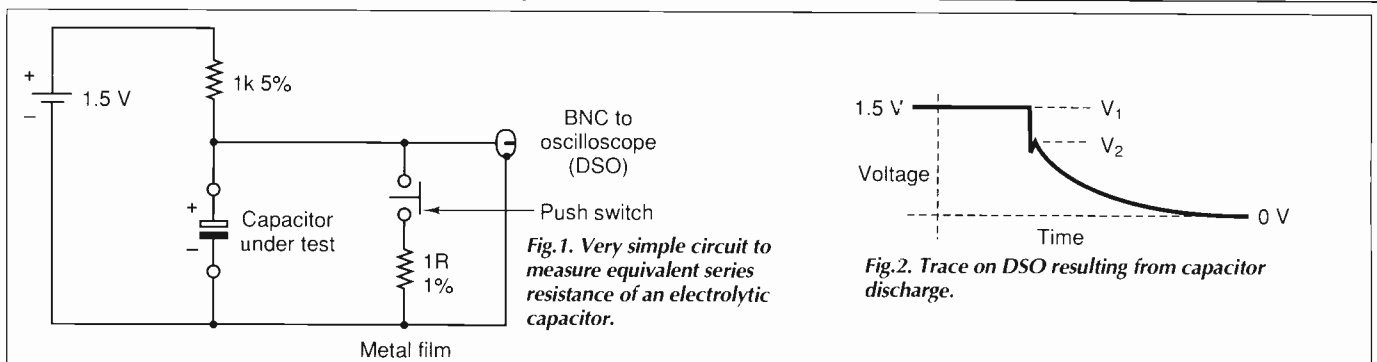 +
1.5 V
−
1k 5%
BNC to
oscilloscope
(DSO)
+
Capacitor
under test
−
Push switch
1R
1%
Metal film
Fig.1. Very simple circuit to
measure equivalent series
resistance of an electrolytic
capacitor.
1.5 V
V1
V2
Voltage
0 V
Time
Fig.2. Trace on DSO resulting from capacitor
discharge.